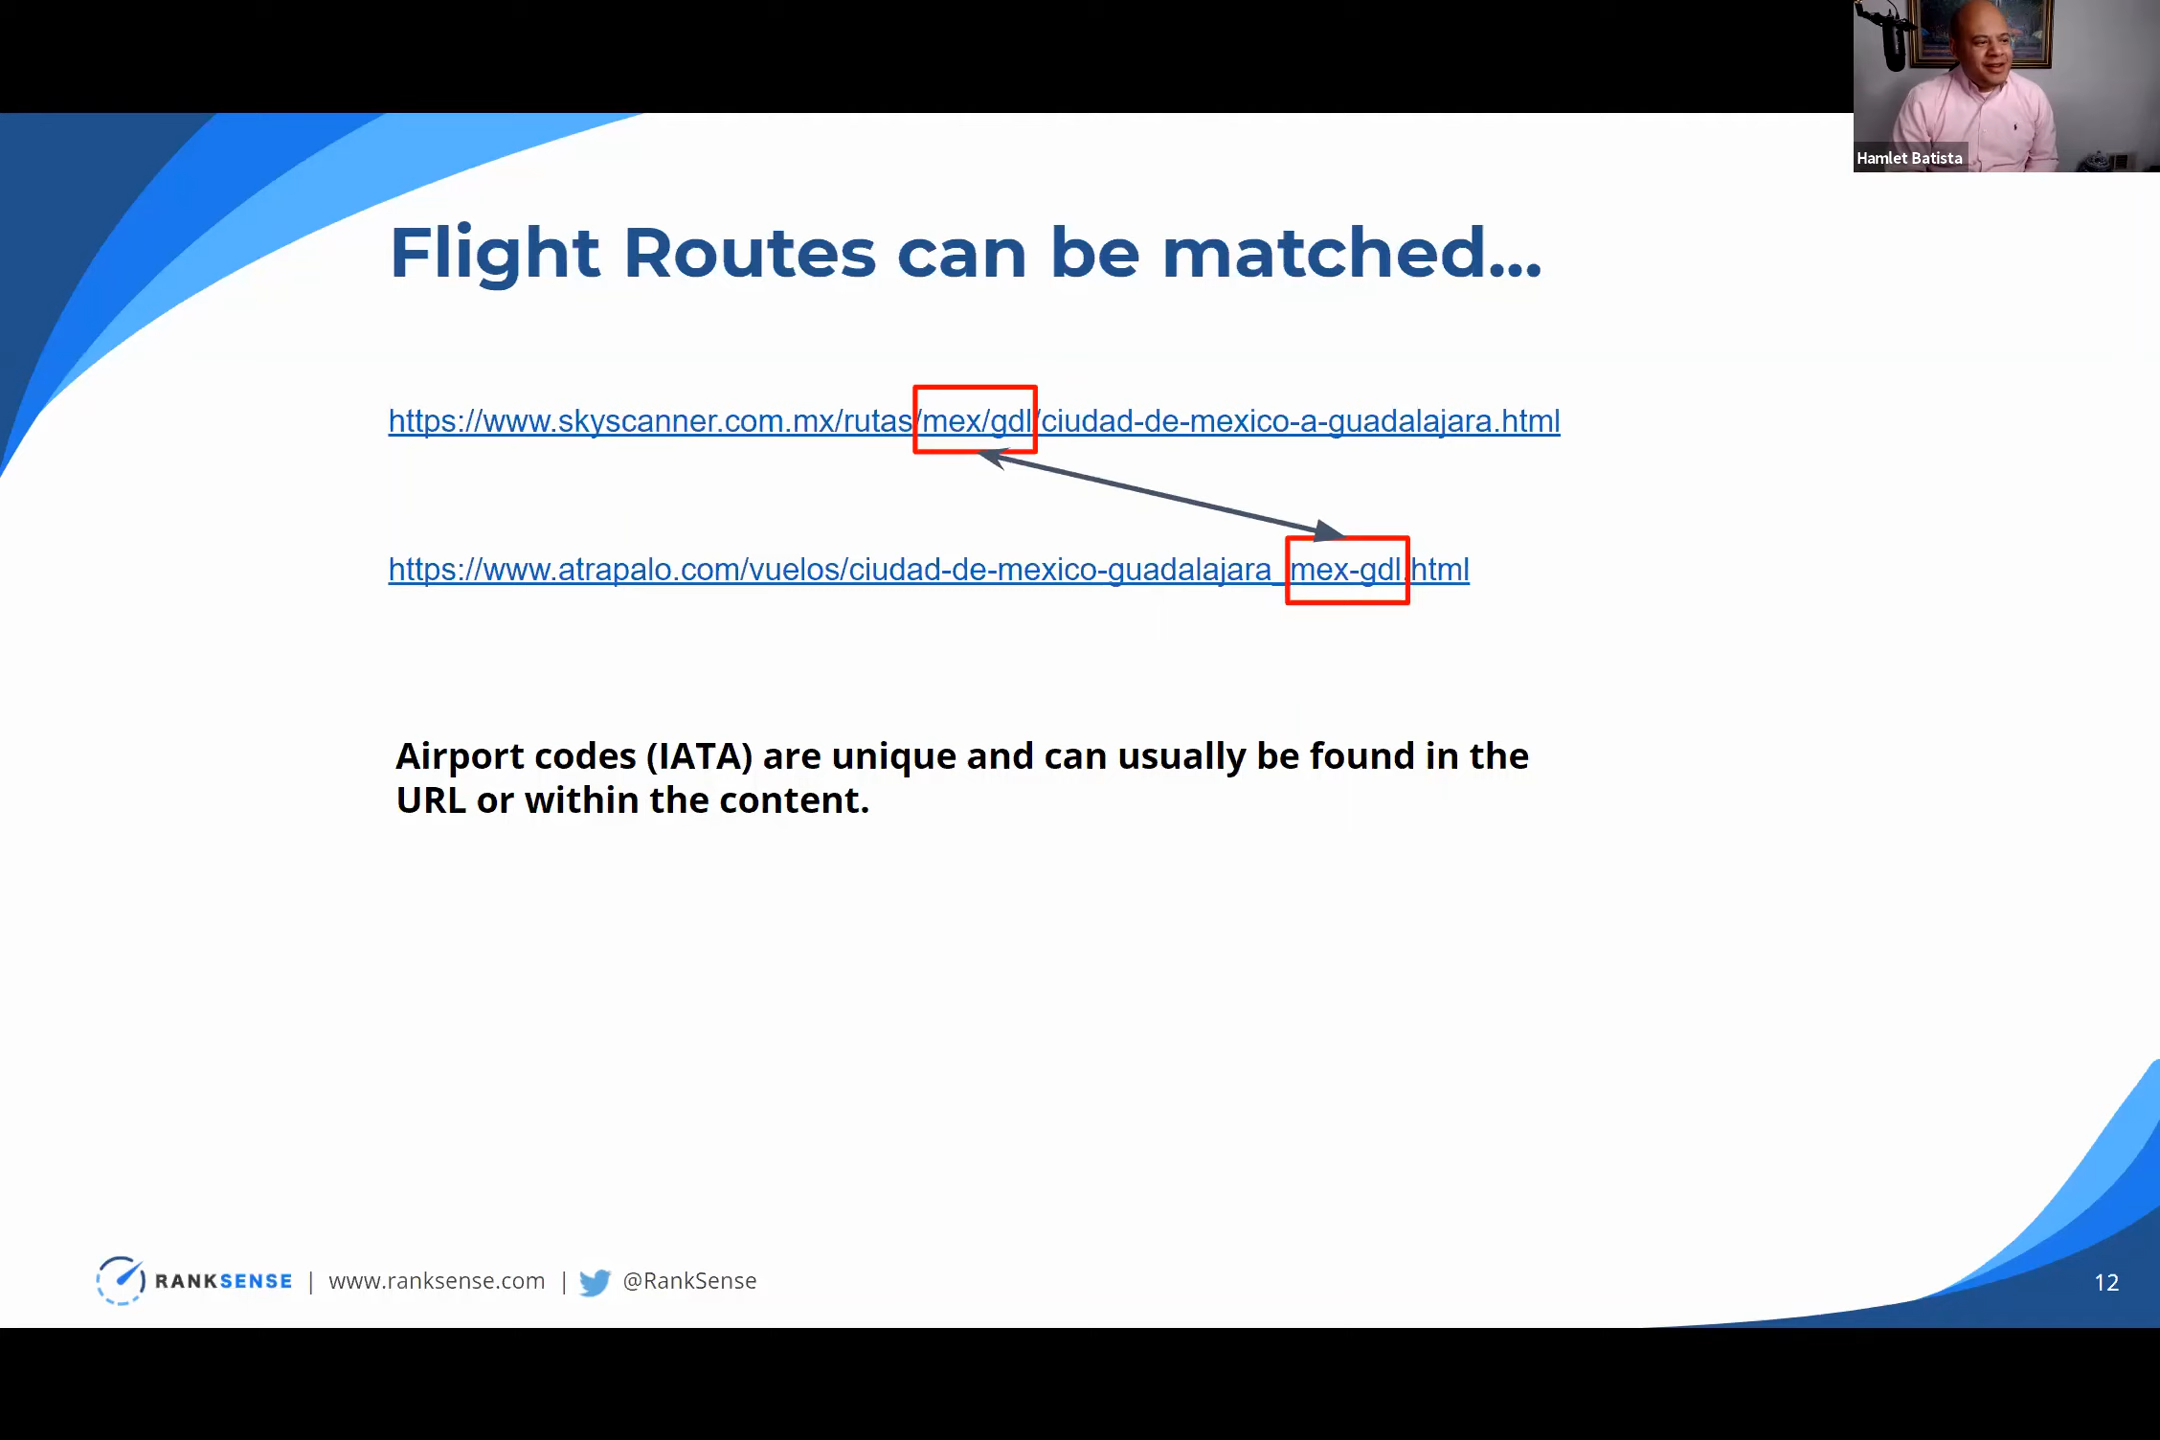 Hamlet Batista
Flight Routes can be matched...
https://www.skyscanner.com.mx/rutas/mex/gdl/ciudad-de-mexico-a-guadalajara.html
https://www.atrapalo.com/vuelos/ciudad-de-mexico-guadalajara_mex-gdl.html
Airport codes (IATA) are unique and can usually be found in the
URL or within the content.
RANKSENSE | www.ranksense.com | @RankSense
12